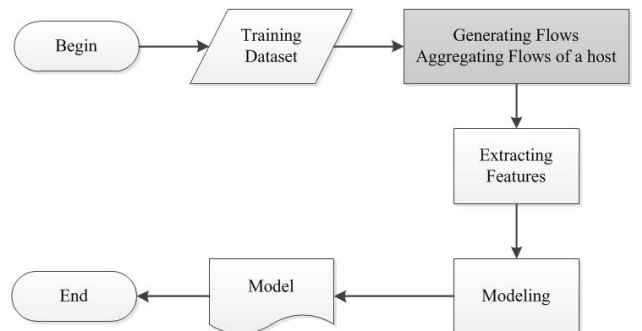 Begin
Training
Dataset
Generating Flows
Aggregating Flows of a host
Extracting
Features
Modeling
Model
End